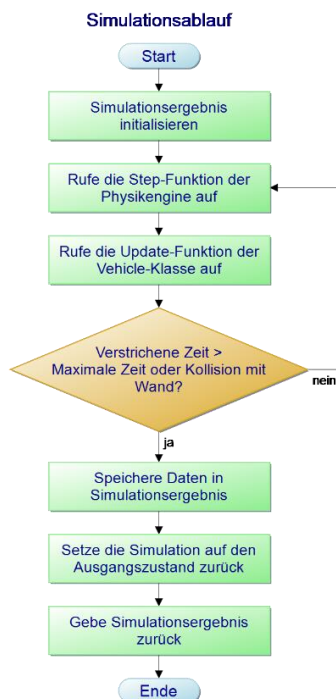 Simulationsablauf
Start
Simulationsergebnis
initialisieren
Rufe die Step-Funktion der
Physikengine auf
Rufe die Update-Funktion der
Vehicle-Klasse auf
Verstrichene Zeit >
Maximale Zeit oder Kollision mit
Wand?
nein
ja
Speichere Daten in
Simulationsergebnis
Setze die Simulation auf den
Ausgangszustand zurück
Gebe Simulationsergebnis
zurück
Ende